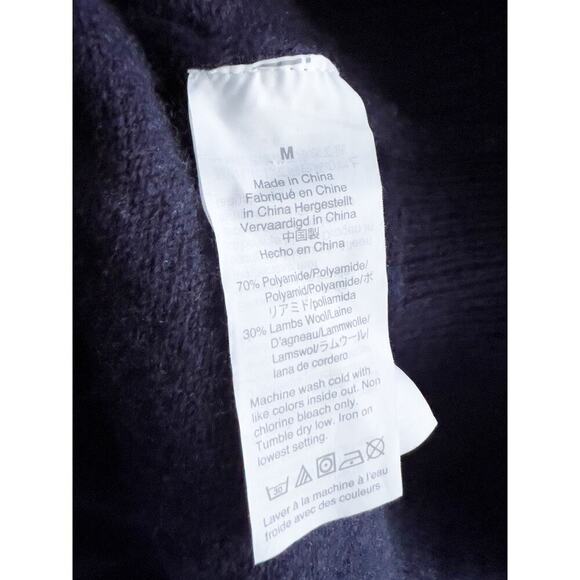 M
Made in China
Fabriqué en Chine
in China Hergestellt
Vervaardigd in China
中国製
Hecho en China
70% Polyamide/Polyamide/
Polyamid/Polyamide/ポ
リアミド/poliamida
30% Lambs Wool/Laine
D'agneau/Lammwolle/
Lamswol/ラムウール/
lana de cordero
Machine wash cold with
like colors inside out. Non
chlorine bleach only.
Tumble dry low. Iron on
lowest setting.
30
Laver à la machine à l'eau
froide avec des couleurs